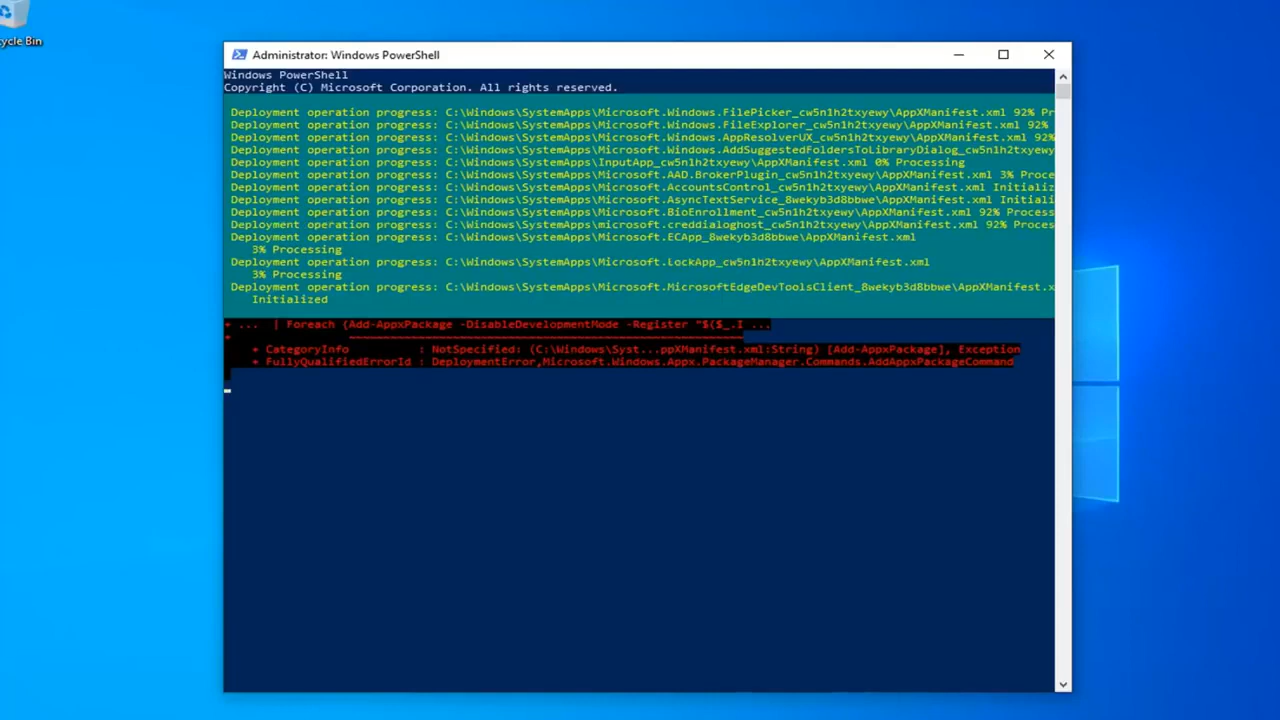 cycle Bin
Administrator: Windows PowerShell
Windows PowerShell
Copyright (C) Microsoft Corporation. All rights reserved.
Deployment operation progress: C:\Windows\SystemApps\Microsoft.Windows.FilePicker_cw5n1h2txyewy\AppXManifest.xml 92% Pr
Deployment operation progress: C:\Windows\SystemApps\Microsoft.Windows.FileExplorer_cw5n1h2txyewy\AppXManifest.xml 92%
Deployment operation progress: C:\Windows\SystemApps\Microsoft.Windows.AppResolverUX_cw5n1h2txyewy\AppXManifest.xml 92%
Deployment operation progress: C:\Windows\SystemApps\Microsoft.Windows.AddSuggestedFoldersToLibraryDialog_cw5n1h2txyewy
Deployment operation progress: C:\Windows\SystemApps\InputApp_cw5n1h2txyewy\AppXManifest.xml 0% Processing
Deployment operation progress: C:\Windows\SystemApps\Microsoft.AAD.BrokerPlugin_cw5n1h2txyewy\AppXManifest.xml 3% Proce
Deployment operation progress: C:\Windows\SystemApps\Microsoft.AccountsControl_cw5n1h2txyewy\AppXManifest.xml Initializ
Deployment operation progress: C:\Windows\SystemApps\Microsoft.AsyncTextService_8wekyb3d8bbwe\AppXManifest.xml Initiali
Deployment operation progress: C:\Windows\SystemApps\Microsoft.BioEnrollment_cw5n1h2txyewy\AppXManifest.xml 92% Process
Deployment operation progress: C:\Windows\SystemApps\microsoft.creddialoghost_cw5n1h2txyewy\AppXManifest.xml 92% Proces
Deployment operation progress: C:\Windows\SystemApps\Microsoft.ECApp_8wekyb3d8bbwe\AppXManifest.xml
3% Processing
Deployment operation progress: C:\Windows\SystemApps\Microsoft.LockApp_cw5n1h2txyewy\AppXManifest.xml
3% Processing
Deployment operation progress: C:\Windows\SystemApps\Microsoft.MicrosoftEdgeDevToolsClient_8wekyb3d8bbwe\AppXManifest.x
Initialized
+ ... | Foreach {Add-AppxPackage -DisableDevelopmentMode -Register "$($_.I ...
+ ~~~~~~~~~~~~~~~~~~~~~~~~~~~~~~~~~~~~~~~~~~~~~~~~~~~~~~~~~
+ CategoryInfo : NotSpecified: (C:\Windows\Syst...ppXManifest.xml:String) [Add-AppxPackage], Exception
+ FullyQualifiedErrorId : DeploymentError,Microsoft.Windows.Appx.PackageManager.Commands.AddAppxPackageCommand